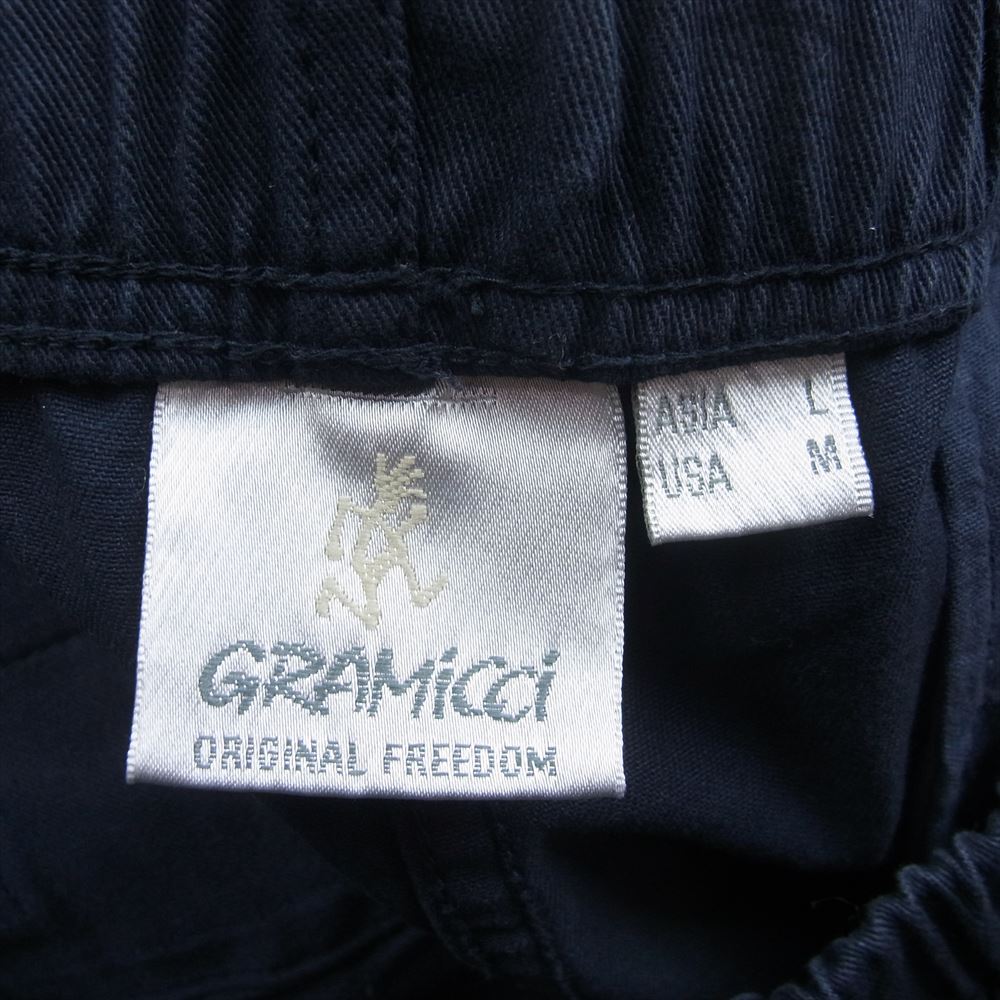 GRAMiCCi
ORIGINAL FREEDOM
ASIA L
USA M